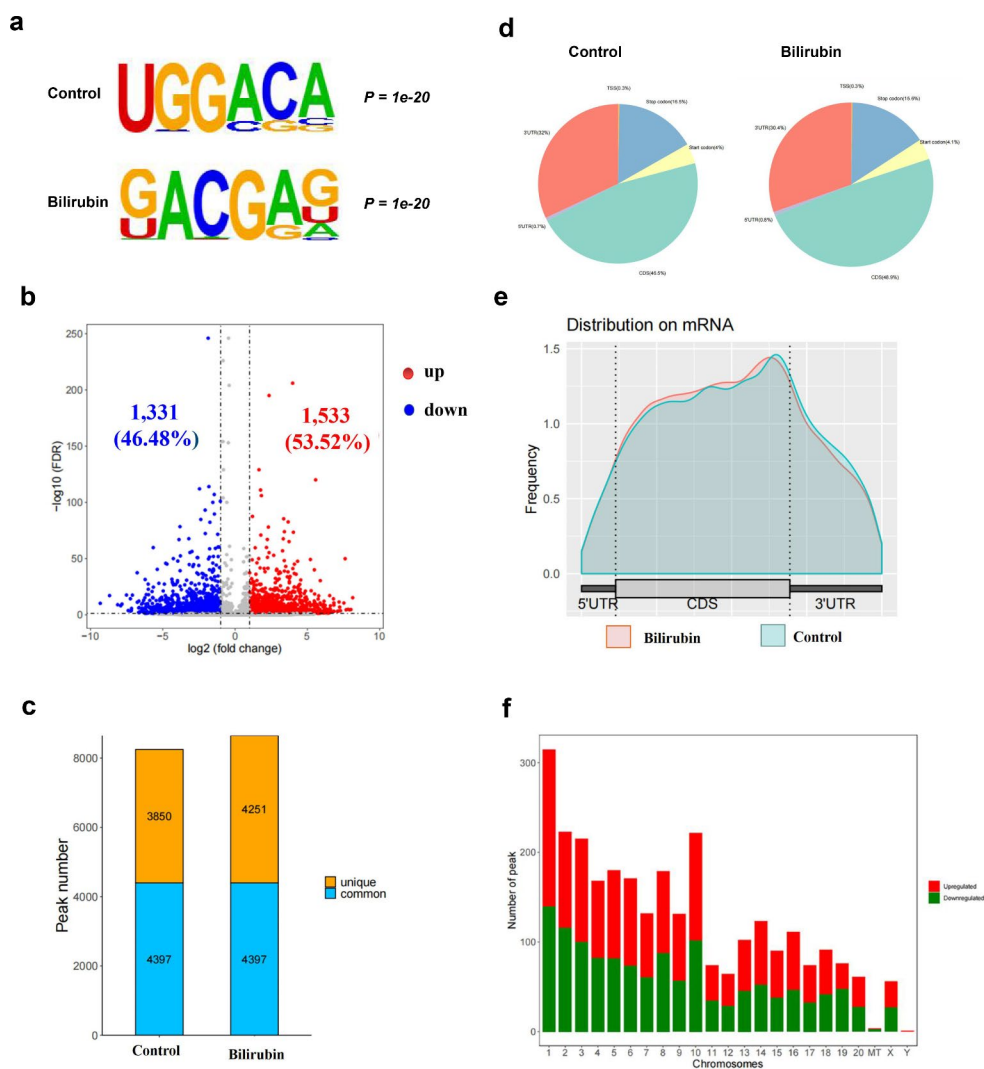 a
Control
UGGACA
P = 1e-20
Bilirubin
GACGAG
P = 1e-20
b
250
200
150
100
50
0
−log10 (FDR)
1,331
(46.48%)
1,533
(53.52%)
up
down
−10
−5
0
5
10
log2 (fold change)
c
Peak number
8000
6000
4000
2000
0
3850
4397
4251
4397
unique
common
Control
Bilirubin
d
Control
TSS(0.3%)
Stop codon(16.5%)
Start codon(4%)
3'UTR(32%)
5'UTR(0.7%)
CDS(46.5%)
Bilirubin
TSS(0.3%)
Stop codon(15.6%)
Start codon(4.1%)
3'UTR(30.4%)
5'UTR(0.8%)
CDS(48.9%)
e
Distribution on mRNA
Frequency
1.5
1.0
0.5
0.0
5'UTR
CDS
3'UTR
Bilirubin
Control
f
Number of peak
300
200
100
0
1 2 3 4 5 6 7 8 9 10 11 12 13 14 15 16 17 18 19 20 MT X Y
Chromosomes
Upregulated
Downregulated